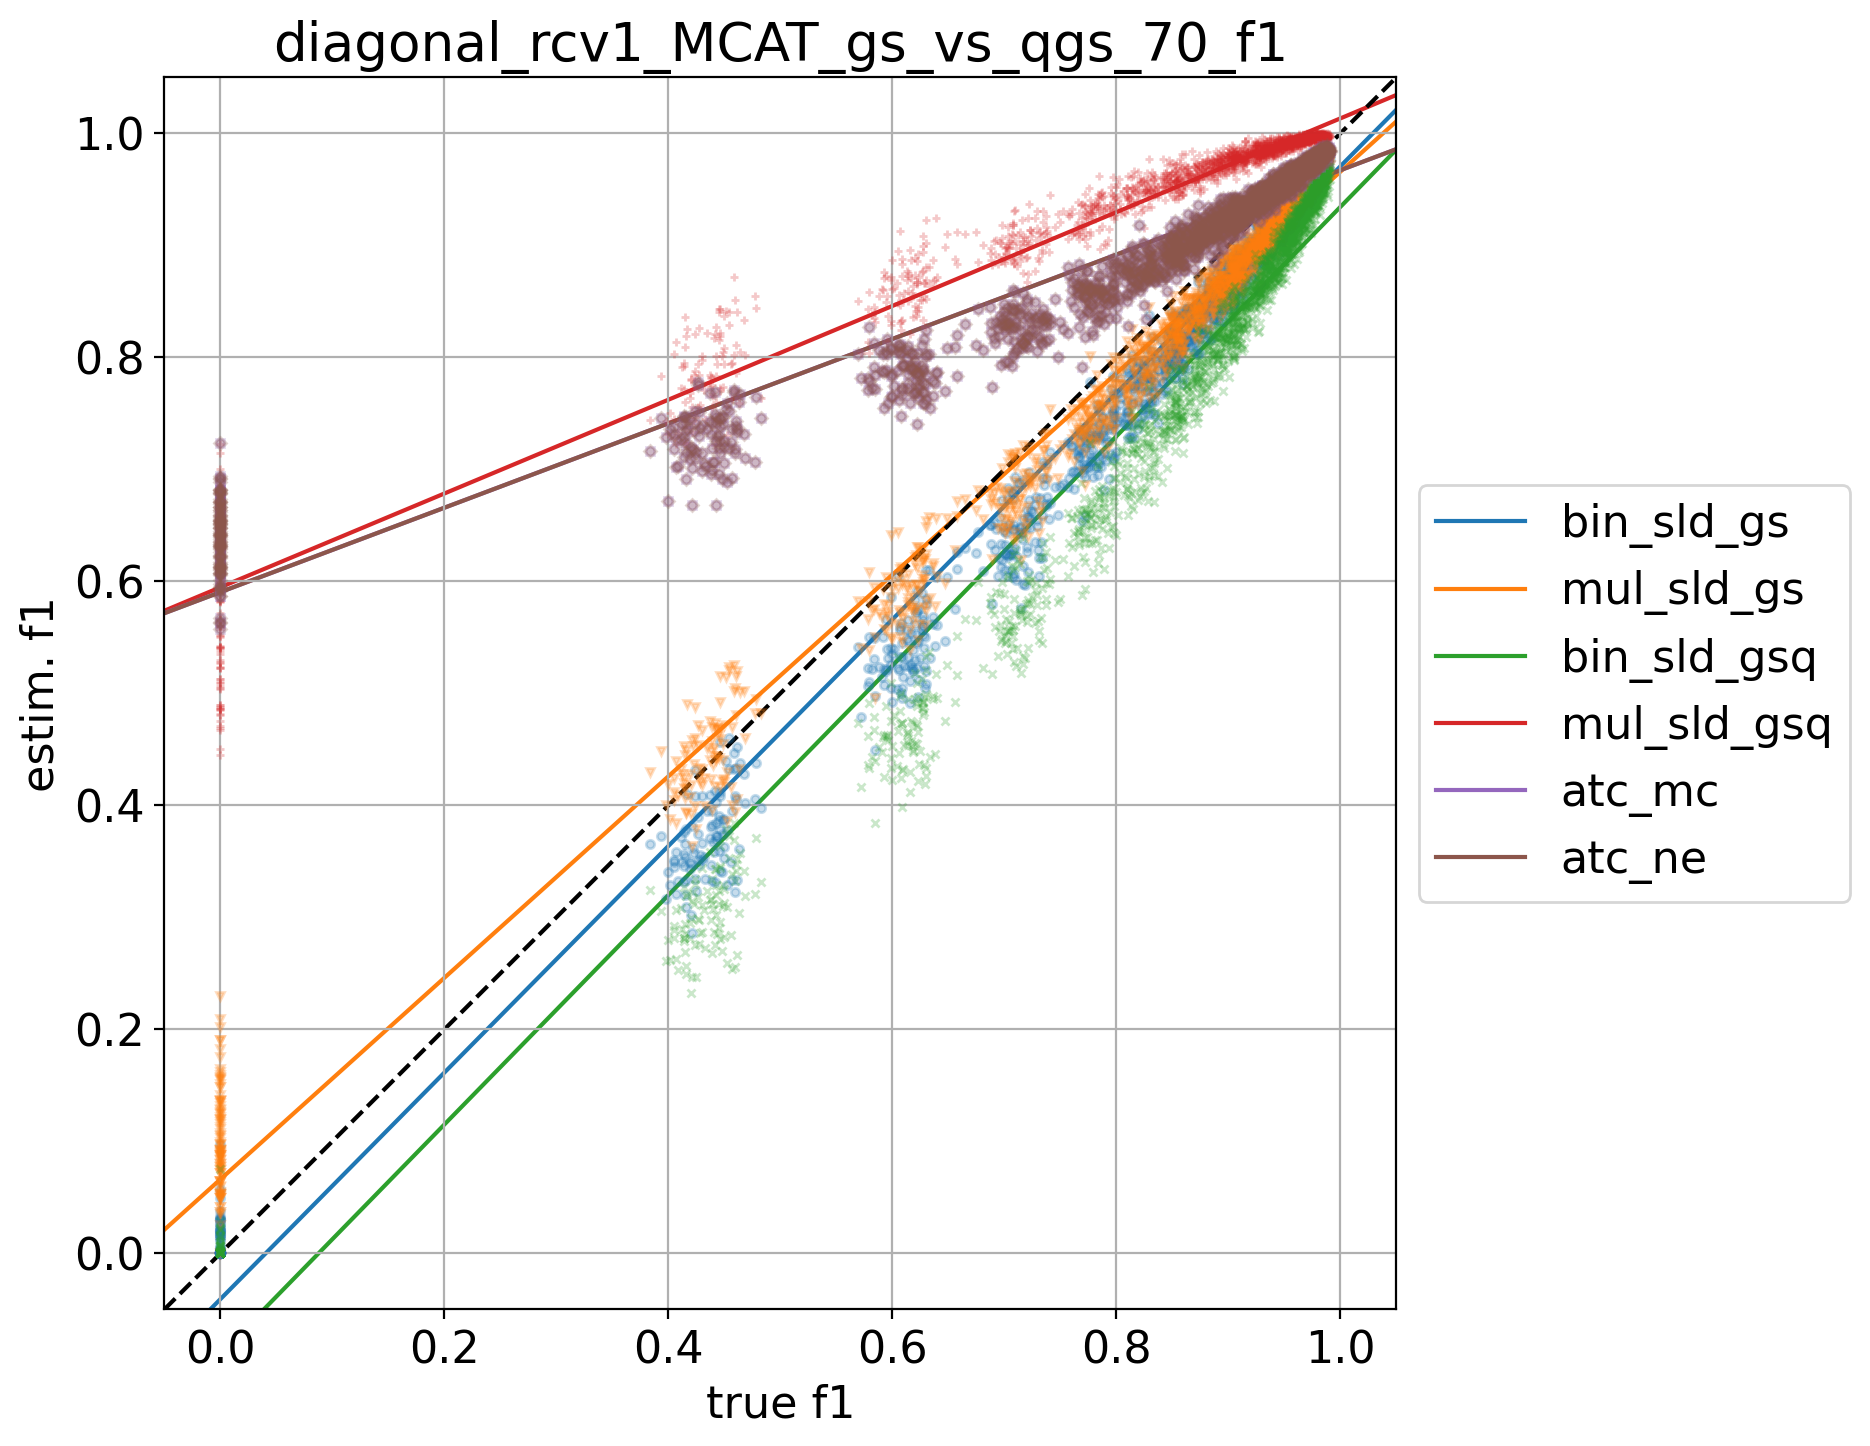 diagonal_rcv1_MCAT_gs_vs_qgs_70_f1
1.0
0.8
0.6
0.4
0.2
0.0
estim. f1
0.0 0.2 0.4 0.6 0.8 1.0
true f1
bin_sld_gs
mul_sld_gs
bin_sld_gsq
mul_sld_gsq
atc_mc
atc_ne